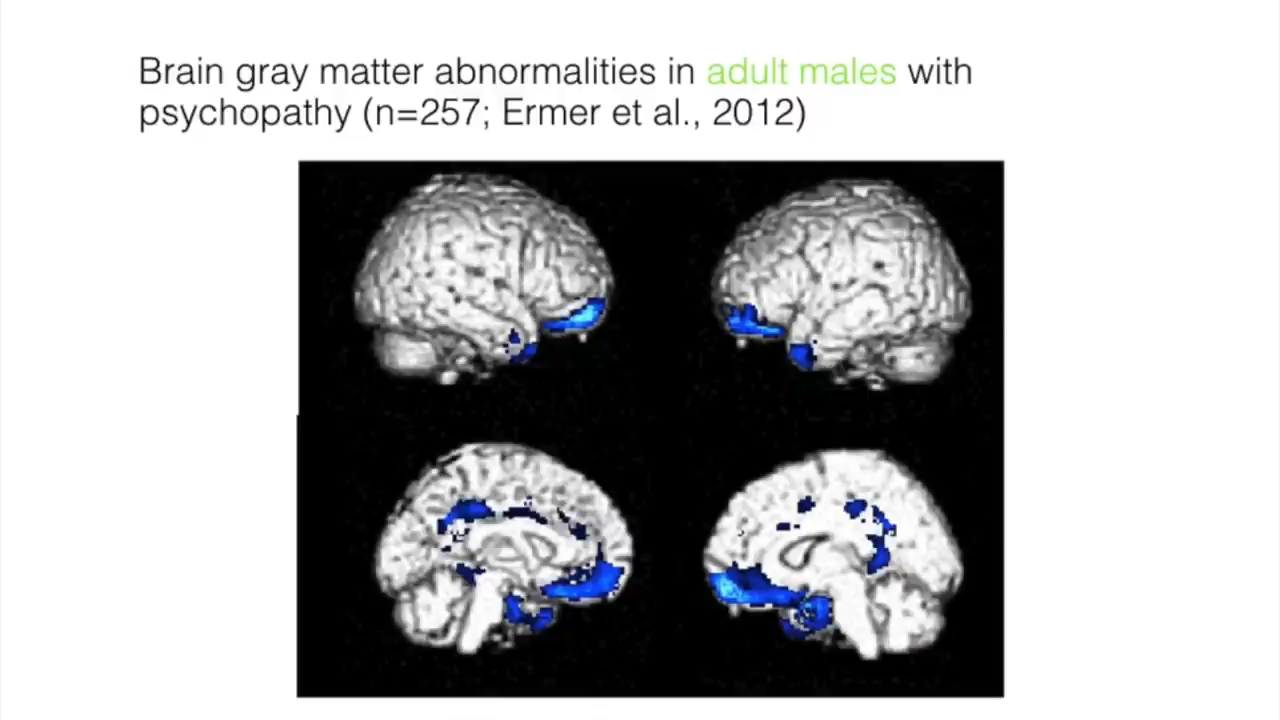 Brain gray matter abnormalities in adult males with
psychopathy (n=257; Ermer et al., 2012)